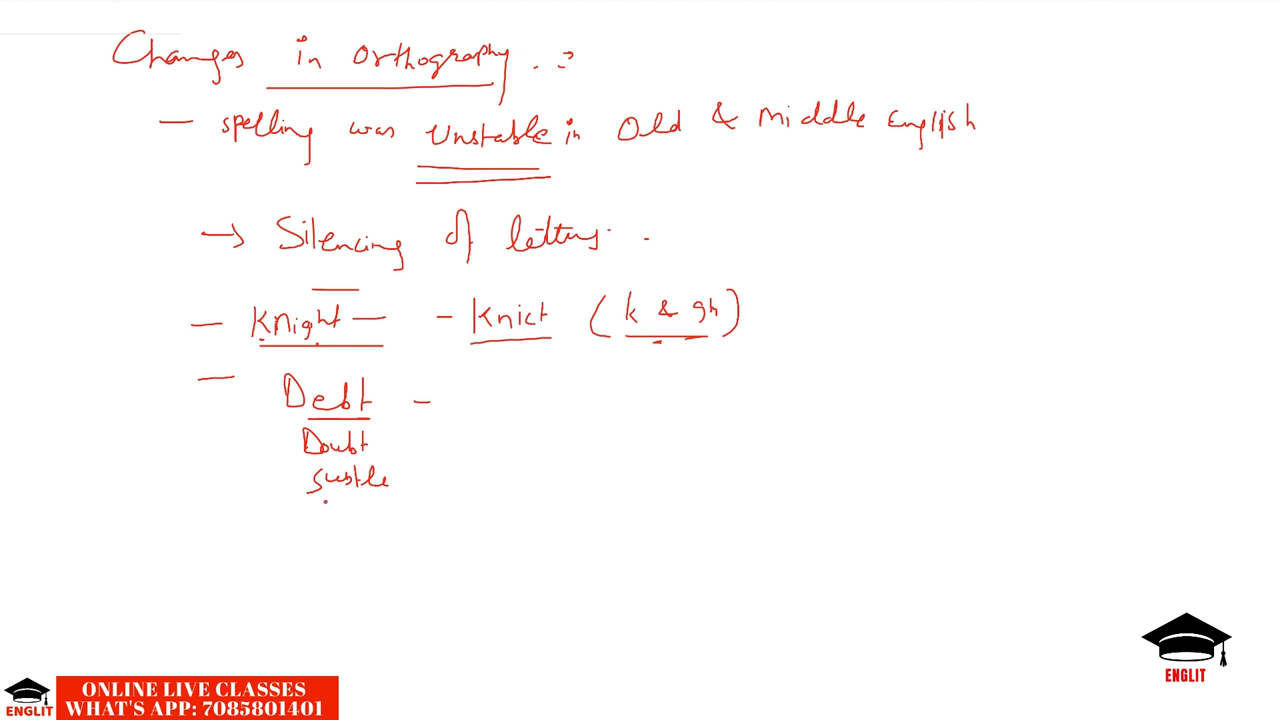 Changes in Orthography . :-
— spelling was unstable in Old & Middle English
→ Silencing of letters .
— Knight — - Knict (k & gh)
— Debt -
Doubt
Subtle
ONLINE LIVE CLASSES
WHAT'S APP: 7085801401
ENGLIT
ENGLIT